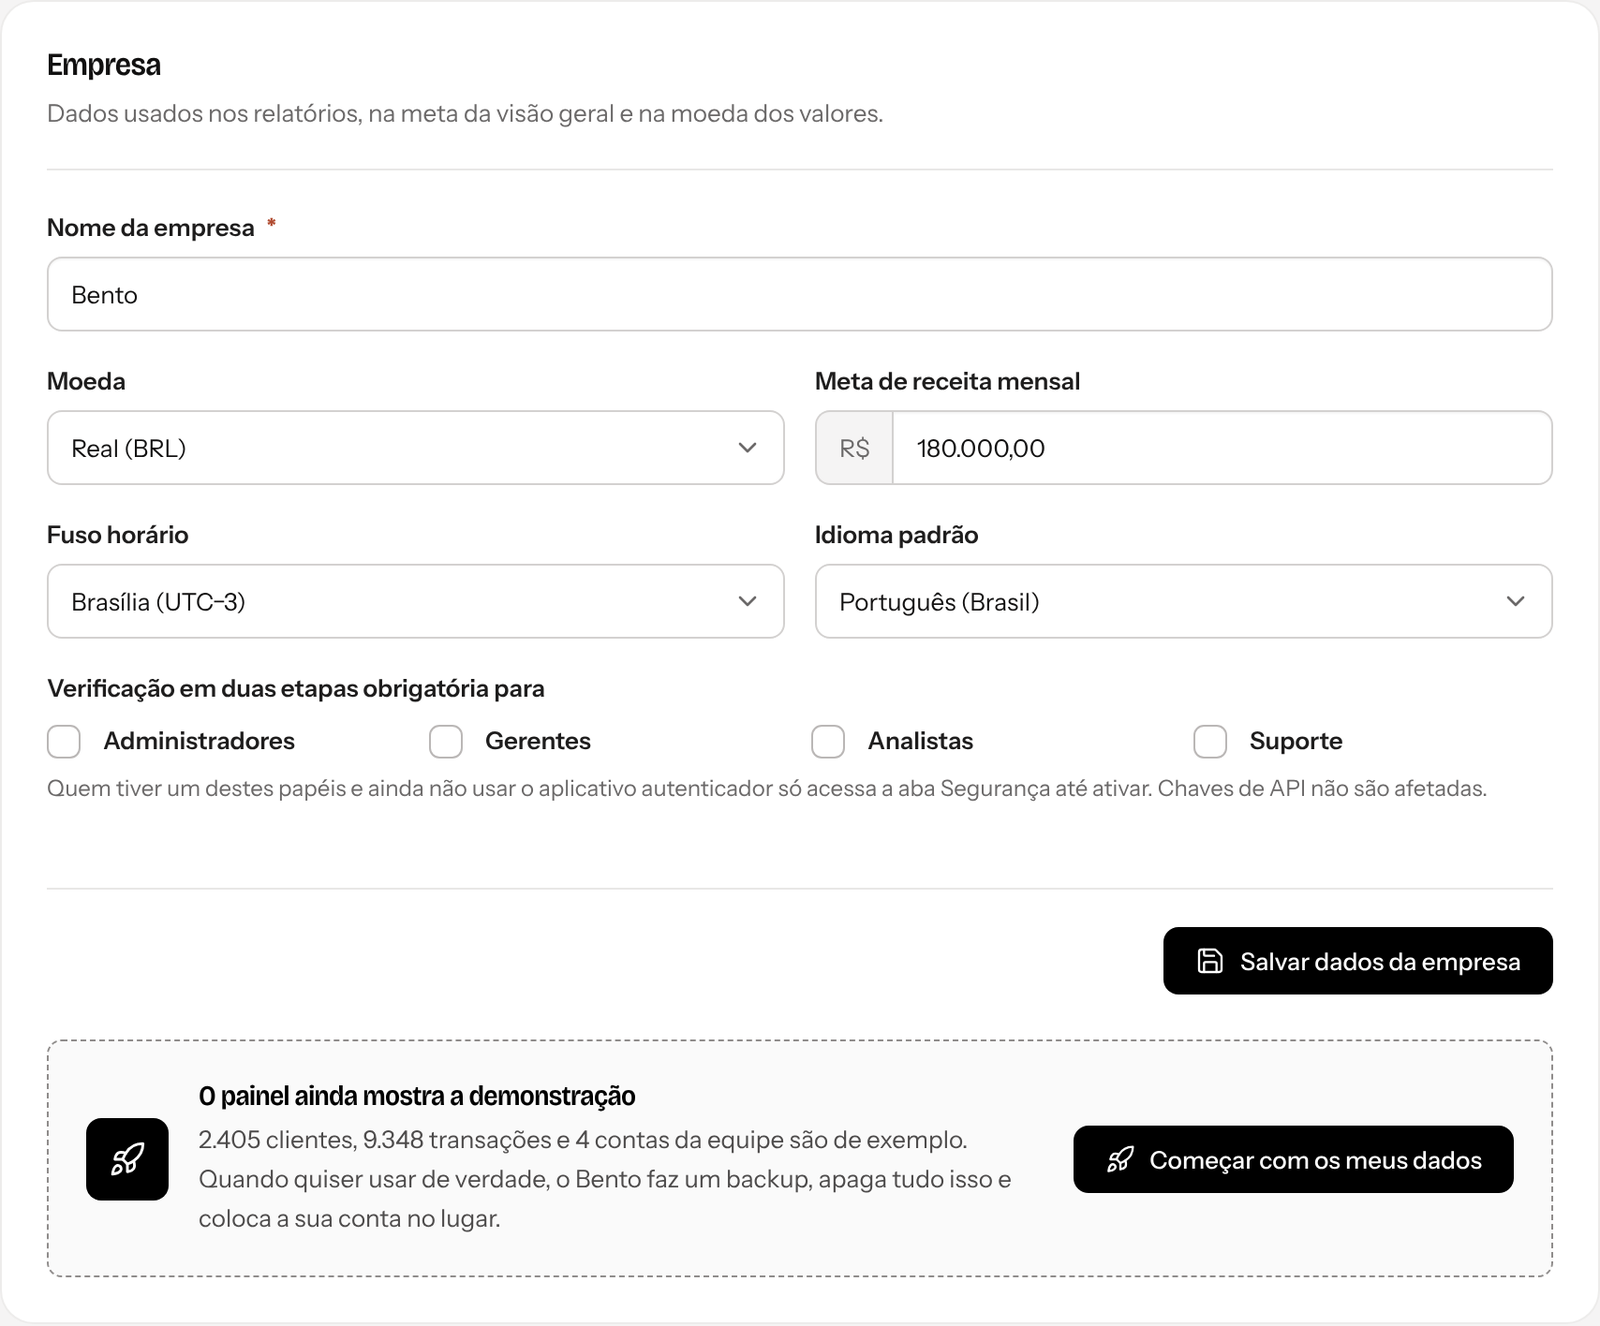 Empresa
Dados usados nos relatórios, na meta da visão geral e na moeda dos valores.
Nome da empresa *
Bento
Moeda
Meta de receita mensal
Real (BRL)
R$ 180.000,00
Fuso horário
Idioma padrão
Brasília (UTC−3)
Português (Brasil)
Verificação em duas etapas obrigatória para
Administradores
Gerentes
Analistas
Suporte
Quem tiver um destes papéis e ainda não usar o aplicativo autenticador só acessa a aba Segurança até ativar. Chaves de API não são afetadas.
Salvar dados da empresa
O painel ainda mostra a demonstração
2.405 clientes, 9.348 transações e 4 contas da equipe são de exemplo.
Quando quiser usar de verdade, o Bento faz um backup, apaga tudo isso e
coloca a sua conta no lugar.
Começar com os meus dados